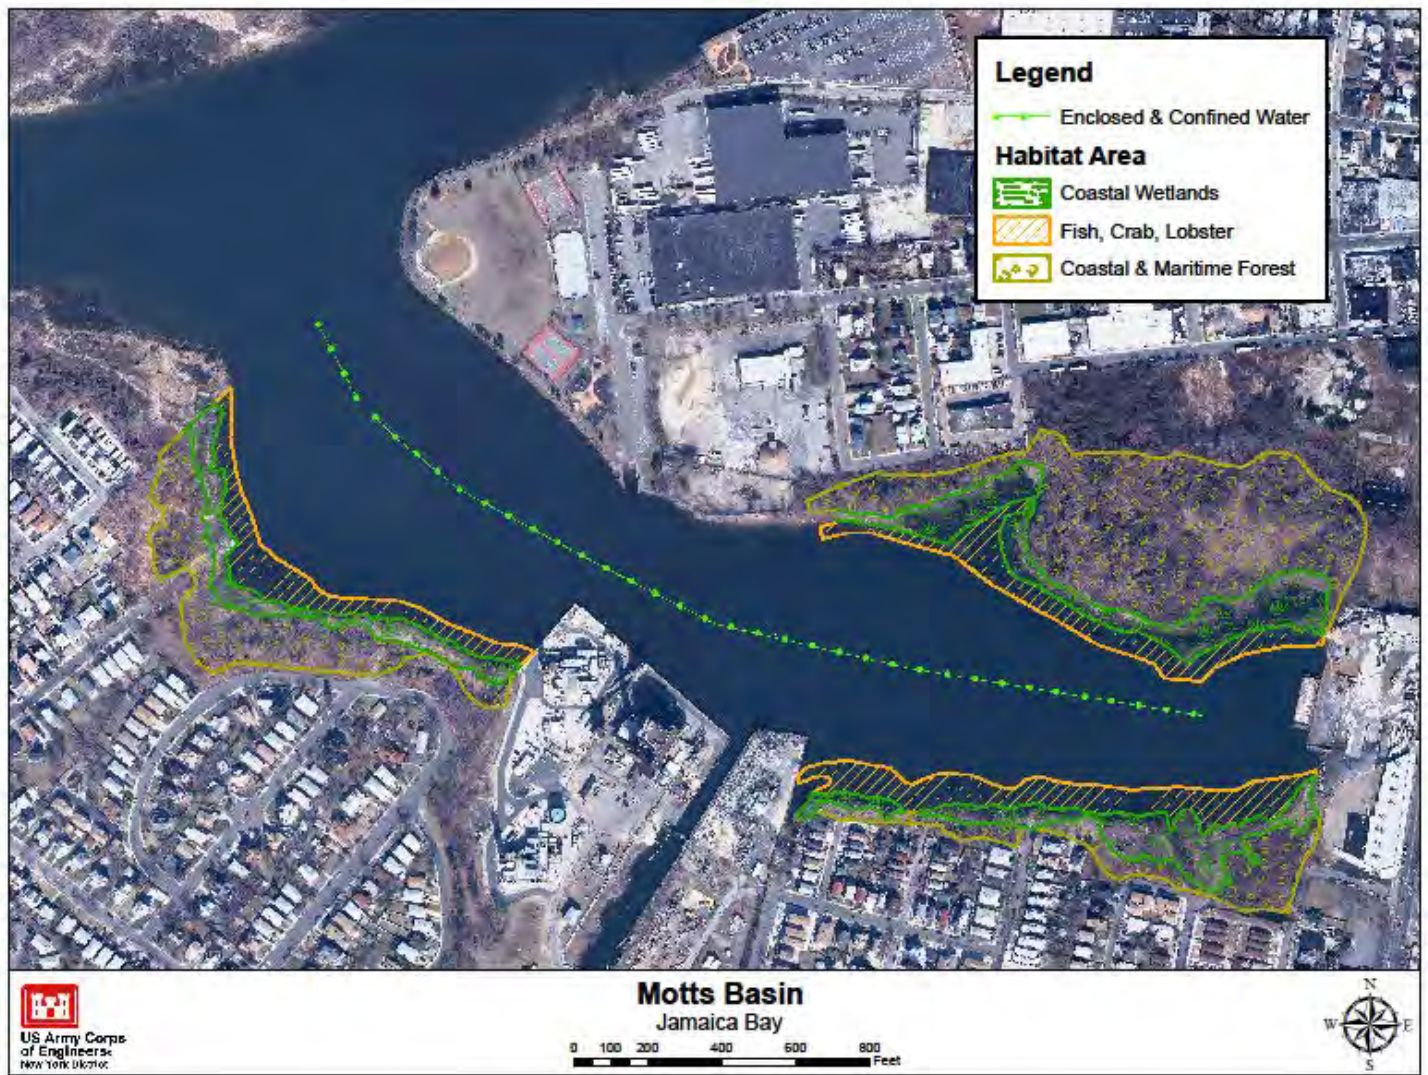 Legend
Enclosed & Confined Water
Habitat Area
Coastal Wetlands
Fish, Crab, Lobster
Coastal & Maritime Forest
Motts Basin
Jamaica Bay
0 100 200 400 600 800
Feet
US Army Corps
of Engineers
New York District
N
W E
S